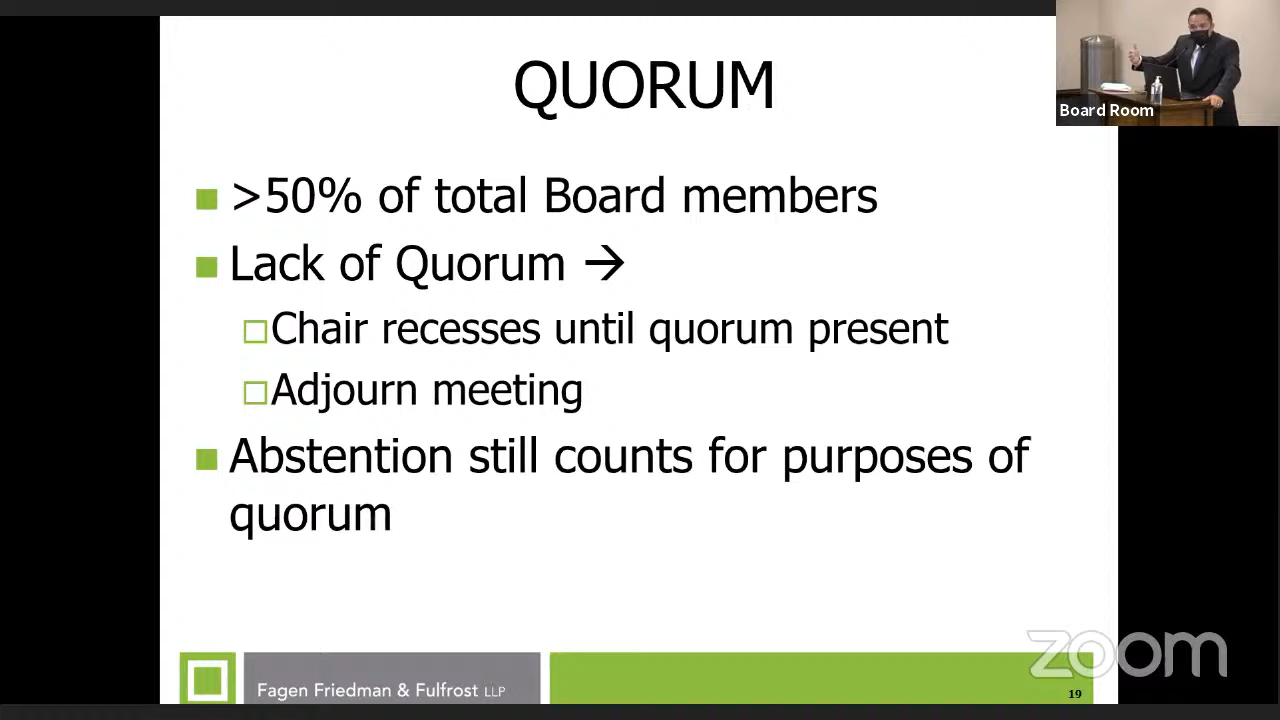 QUORUM
Board Room
>50% of total Board members
Lack of Quorum →
Chair recesses until quorum present
Adjourn meeting
Abstention still counts for purposes of
quorum
zoom
Fagen Friedman & Fulfrost LLP
19